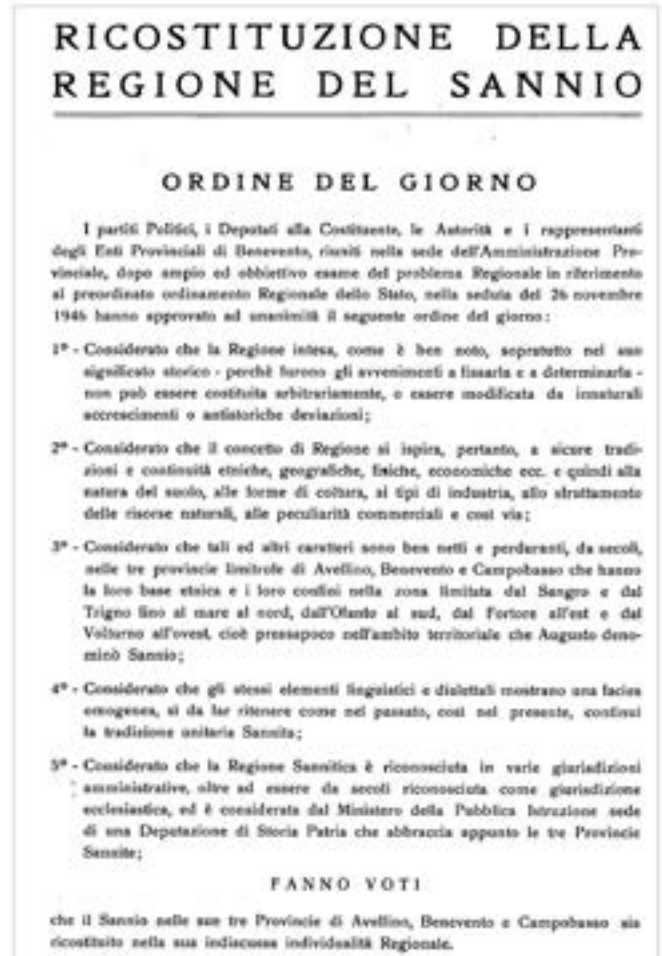 RICOSTITUZIONE DELLA
REGIONE DEL SANNIO
ORDINE DEL GIORNO
I partiti Politici, i Deputati alla Costituente, le Autorità e i rappresentanti
degli Enti Provinciali di Benevento, riuniti nella sede dell'Amministrazione Pro-
vinciale, dopo ampio ed obbiettivo esame del problema Regionale in riferimento
al preordinato ordinamento Regionale dello Stato, nella seduta del 26 novembre
1946 hanno approvato ad unanimità il seguente ordine del giorno:
1º - Considerato che la Regione intesa, come è ben noto, sopratutto nel suo
significato storico - perchè furono gli avvenimenti a fissarla e a determinarla -
non può essere costituita arbitrariamente, o essere modificata da innaturali
accrescimenti o antistoriche deviazioni;
2º - Considerato che il concetto di Regione si ispira, pertanto, a sicure tradi-
zioni e continuità etniche, geografiche, fisiche, economiche ecc. e quindi alla
natura del suolo, alle forme di coltura, ai tipi di industria, allo sfruttamento
delle risorse naturali, alle peculiarità commerciali e così via;
3º - Considerato che tali ed altri caratteri sono ben netti e perduranti, da secoli,
nelle tre provincie limitrofe di Avellino, Benevento e Campobasso che hanno
la loro base etnica e i loro confini nella zona limitata dal Sangro e dal
Trigno fino al mare al nord, dall'Ofanto al sud, dal Fortore all'est e dal
Volturno all'ovest, cioè pressapoco nell'ambito territoriale che Augusto deno-
minò Sannio;
4º - Considerato che gli stessi elementi linguistici e dialettali mostrano una facies
omogenea, sì da far ritenere come nel passato, così nel presente, continui
la tradizione unitaria Sannita;
5º - Considerato che la Regione Sannitica è riconosciuta in varie giurisdizioni
amministrative, oltre ad essere da secoli riconosciuta come giurisdizione
ecclesiastica, ed è considerata dal Ministero della Pubblica Istruzione sede
di una Deputazione di Storia Patria che abbraccia appunto le tre Provincie
Sannite;
FANNO VOTI
che il Sannio nelle sue tre Provincie di Avellino, Benevento e Campobasso sia
ricostituito nella sua indiscussa individualità Regionale.